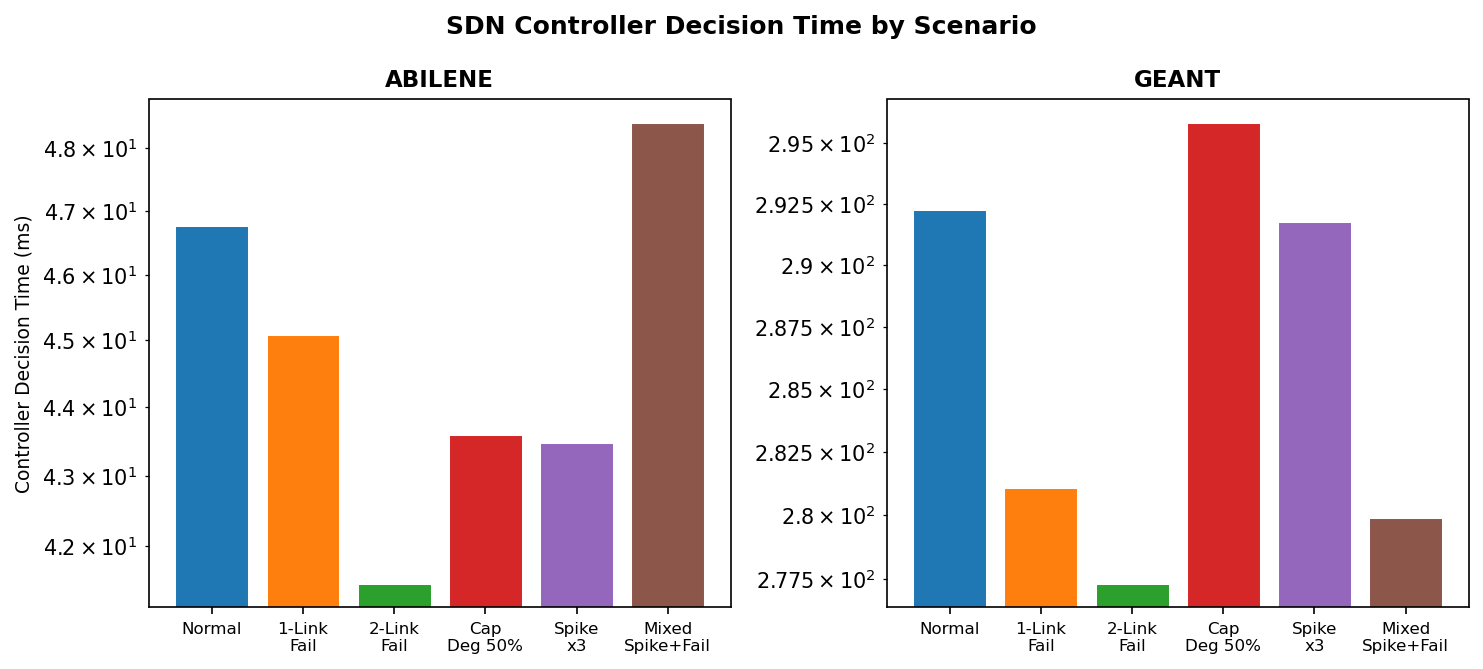 SDN Controller Decision Time by Scenario
ABILENE
Controller Decision Time (ms)
4.8 × 10¹
4.7 × 10¹
4.6 × 10¹
4.5 × 10¹
4.4 × 10¹
4.3 × 10¹
4.2 × 10¹
Normal
1-Link
Fail
2-Link
Fail
Cap
Deg 50%
Spike
x3
Mixed
Spike+Fail
GEANT
2.95 × 10²
2.925 × 10²
2.9 × 10²
2.875 × 10²
2.85 × 10²
2.825 × 10²
2.8 × 10²
2.775 × 10²
Normal
1-Link
Fail
2-Link
Fail
Cap
Deg 50%
Spike
x3
Mixed
Spike+Fail